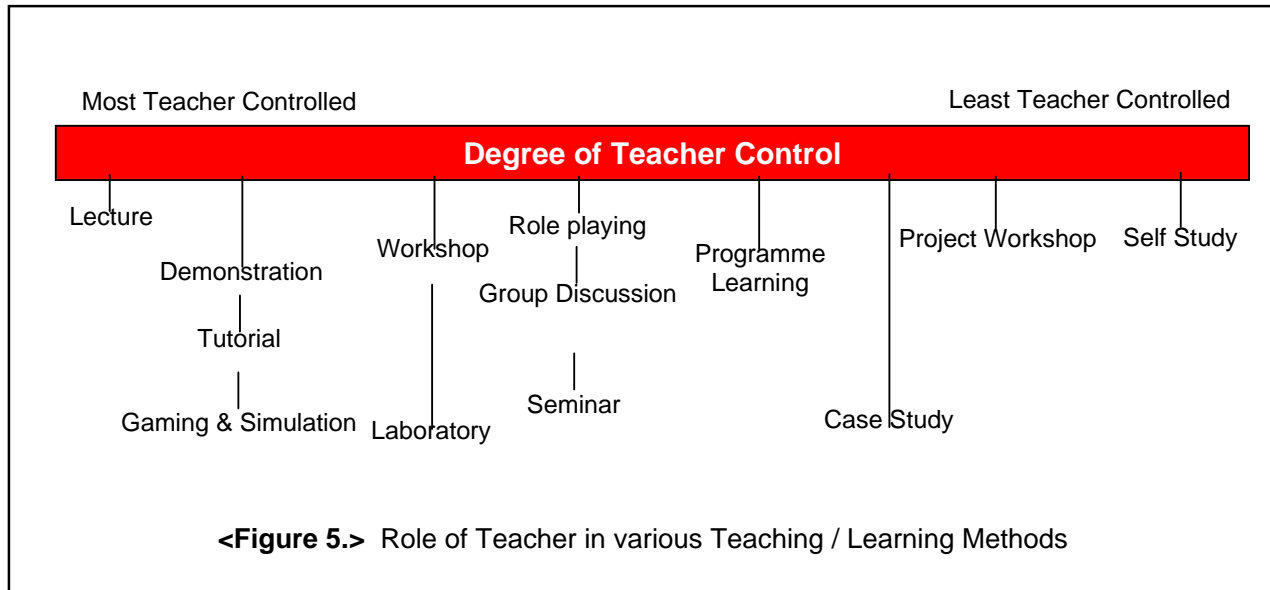 Most Teacher Controlled
Least Teacher Controlled
Degree of Teacher Control
Lecture
Demonstration
Tutorial
Gaming & Simulation
Workshop
Laboratory
Role playing
Group Discussion
Seminar
Programme
Learning
Case Study
Project Workshop
Self Study
<Figure 5.> Role of Teacher in various Teaching / Learning Methods